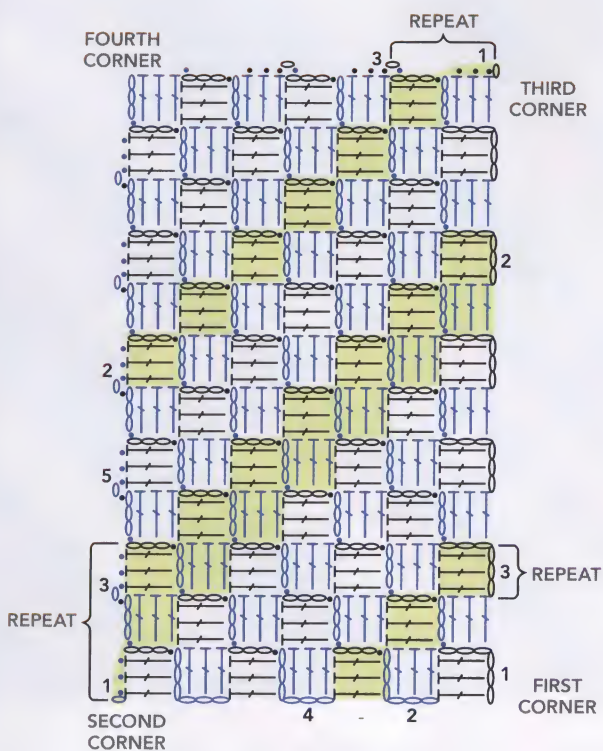 REPEAT
FOURTH
CORNER
3
1
THIRD
CORNER
2
2
5
3
REPEAT
3
REPEAT
1
1
FIRST
CORNER
4 - 2
SECOND
CORNER